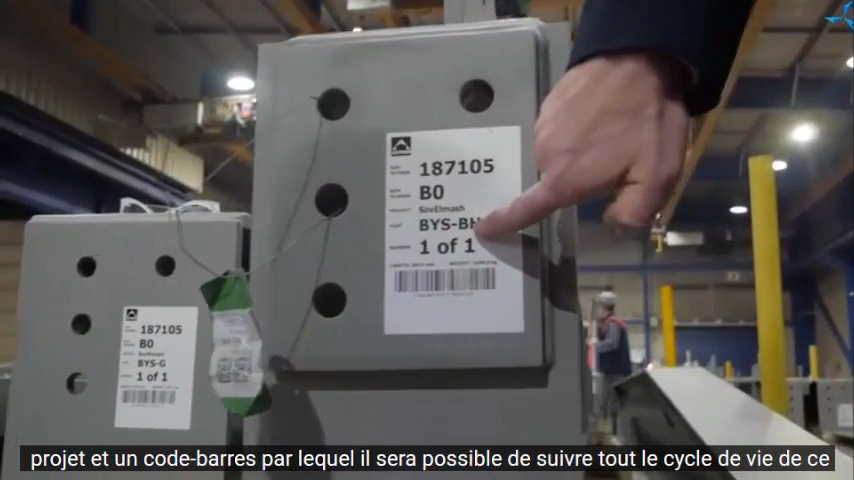 187105
B0
SovElmash
BYS-BH
1 of 1
187105
B0
SovElmash
BYS-G
1 of 1
projet et un code-barres par lequel il sera possible de suivre tout le cycle de vie de ce